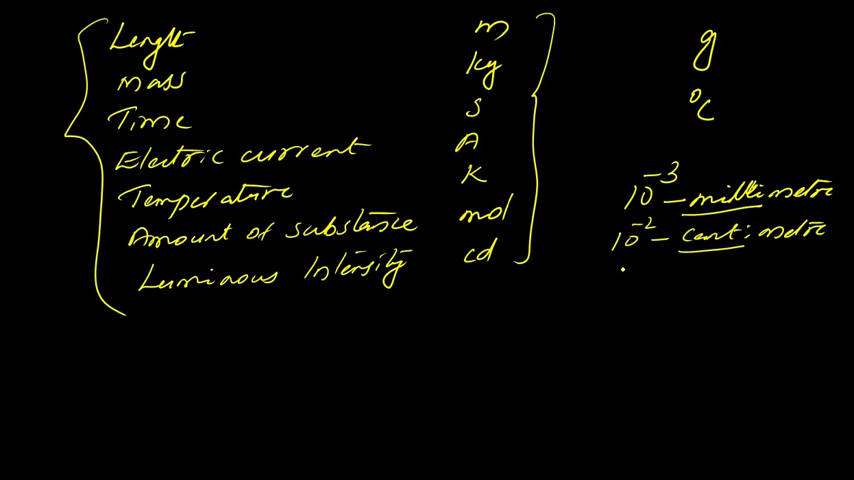 Length m g
mass kg
Time s °C
Electric current A
Temperature K 10⁻³ - millimetre
Amount of substance mol 10⁻² - centimetre
Luminous Intensity cd